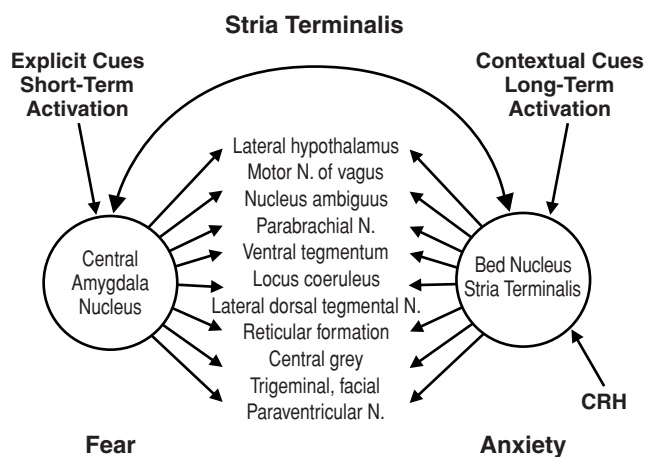 Stria Terminalis
Explicit Cues
Short-Term
Activation
Contextual Cues
Long-Term
Activation
Central
Amygdala
Nucleus
Lateral hypothalamus
Motor N. of vagus
Nucleus ambiguus
Parabrachial N.
Ventral tegmentum
Locus coeruleus
Lateral dorsal tegmental N.
Reticular formation
Central grey
Trigeminal, facial
Paraventricular N.
Bed Nucleus
Stria Terminalis
CRH
Fear
Anxiety